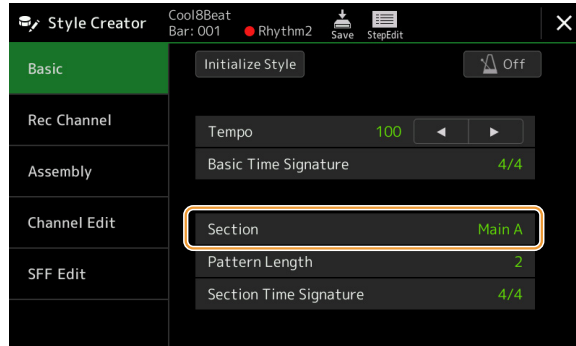 Style Creator
Cool8Beat
Bar: 001 Rhythm2
Save StepEdit
Basic
Initialize Style
Off
Rec Channel
Tempo 100
Assembly
Basic Time Signature 4/4
Channel Edit
Section Main A
SFF Edit
Pattern Length 2
Section Time Signature 4/4